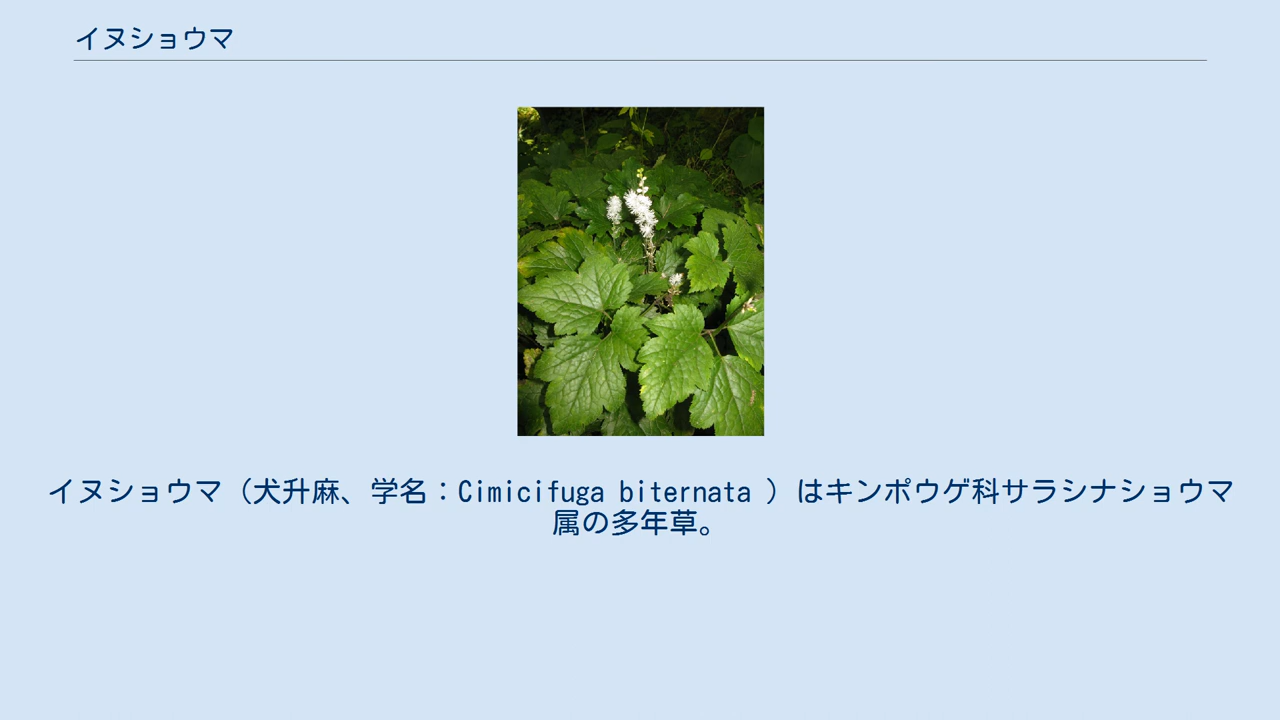 イヌショウマ
イヌショウマ（犬升麻、学名：Cimicifuga biternata ）はキンポウゲ科サラシナショウマ
属の多年草。